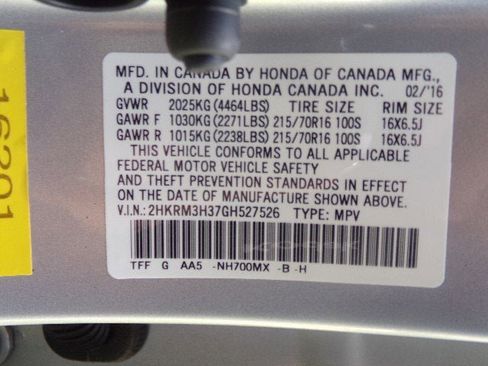 MFD. IN CANADA BY HONDA OF CANADA MFG.,
A DIVISION OF HONDA CANADA INC. 02/'16
GVWR 2025KG (4464LBS) TIRE SIZE RIM SIZE
GAWR F 1030KG (2271LBS) 215/70R16 100S 16X6.5J
GAWR R 1015KG (2238LBS) 215/70R16 100S 16X6.5J
THIS VEHICLE CONFORMS TO ALL APPLICABLE
FEDERAL MOTOR VEHICLE SAFETY
AND THEFT PREVENTION STANDARDS IN EFFECT
ON THE DATE OF MANUFACTURE SHOWN ABOVE.
V.I.N.: 2HKRM3H37GH527526 TYPE: MPV
TFF G AA5 -NH700MX -B -H
16201